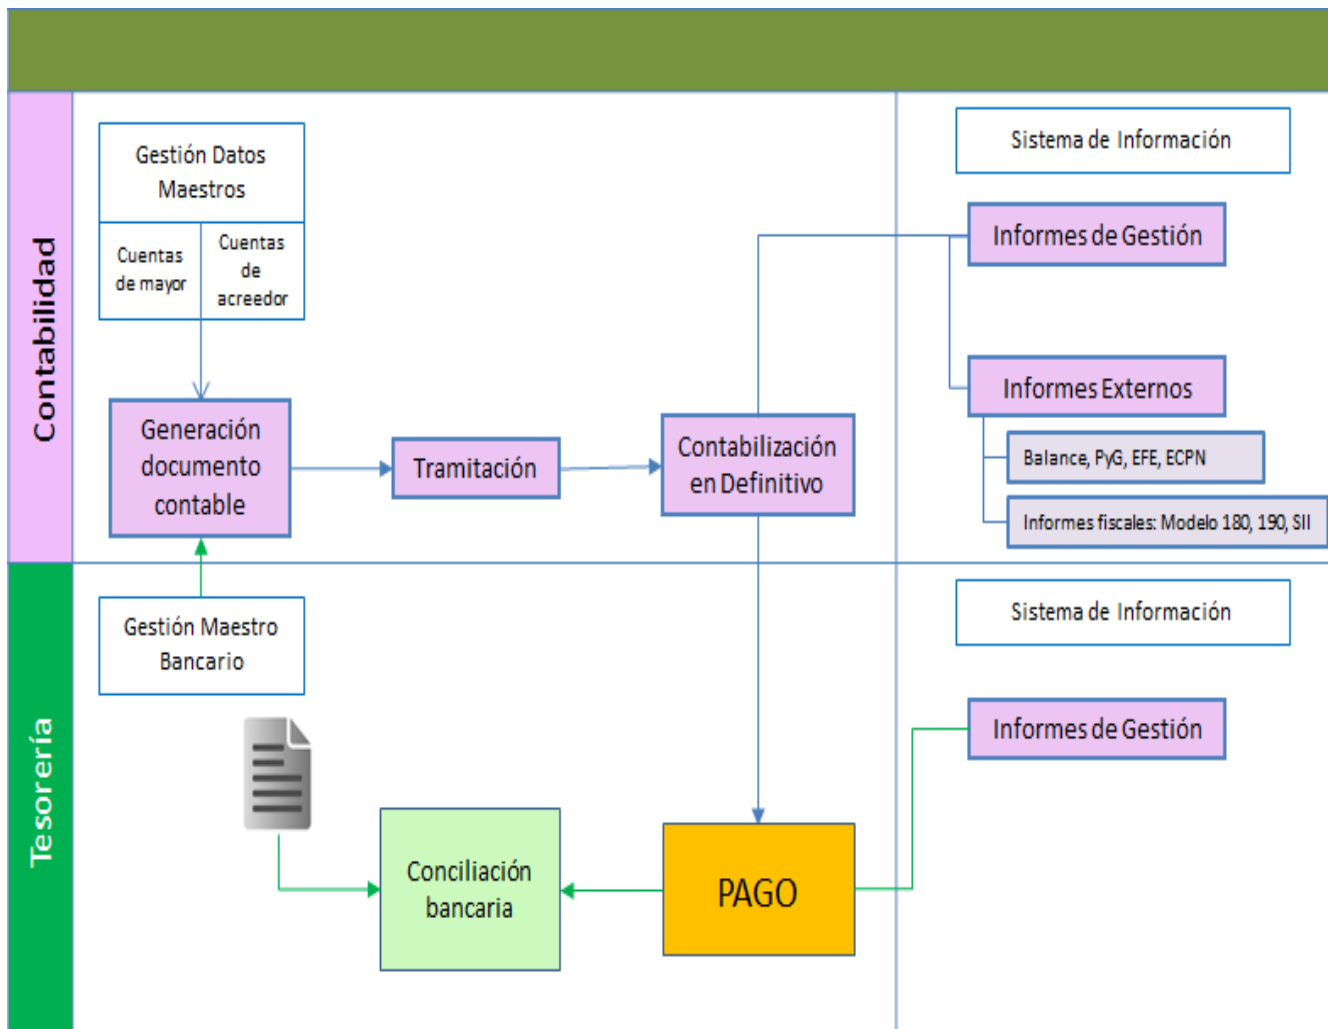 Contabilidad
Gestión Datos
Maestros
Cuentas
de mayor
Cuentas
de
acreedor
Generación
documento
contable
Tramitación
Contabilización
en Definitivo
Sistema de Información
Informes de Gestión
Informes Externos
Balance, PyG, EFE, ECPN
Informes fiscales: Modelo 180, 190, SII
Tesorería
Gestión Maestro
Bancario
Conciliación
bancaria
PAGO
Sistema de Información
Informes de Gestión